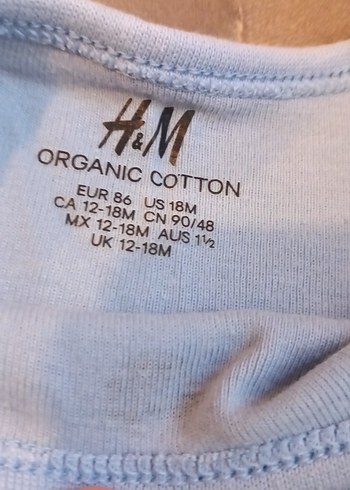 H&M
ORGANIC COTTON
EUR 86 US 18M
CA 12-18M CN 90/48
MX 12-18M AUS 1½
UK 12-18M